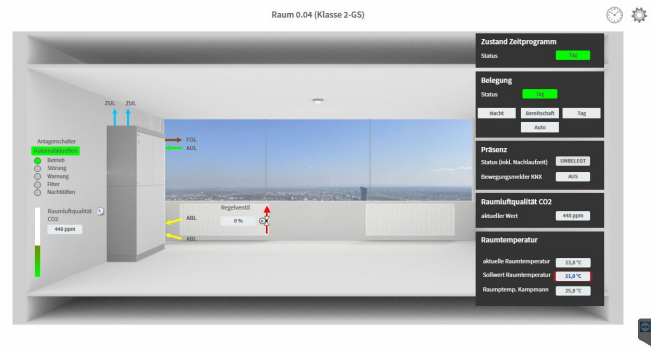 Raum 0.04 (Klasse 2-GS)
Zustand Zeitprogramm
Status Tag
Belegung
Status Tag
Nacht Bereitschaft Tag
Auto
Präsenz
Status (inkl. Nachlaufzeit) UNBELEGT
Bewegungsmelder KNX AUS
Raumluftqualität CO2
aktueller Wert 448 ppm
Raumtemperatur
aktuelle Raumtemperatur 23,8 °C
Sollwert Raumtemperatur 21,0 °C
Raumptemp. Kampmann 25,8 °C
ZUL ZUL
FOL
AUL
ABL
ABL
Regelventil
0 %
Anlagenschalter
Betrieb
Störung
Warnung
Filter
Nachtlüften
Raumluftqualität
CO2
448 ppm